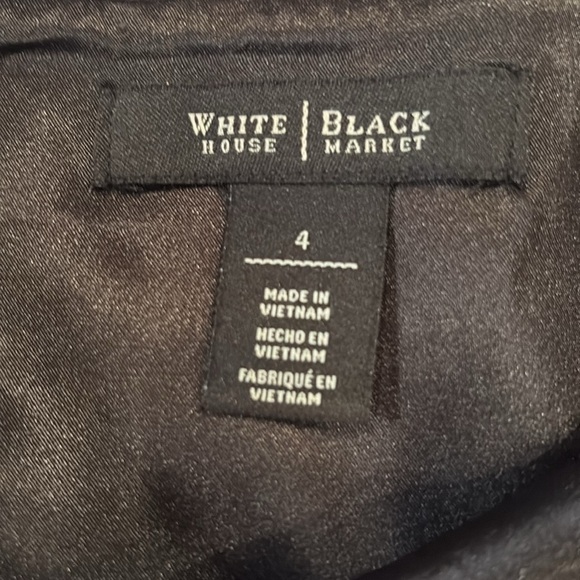 WHITE | BLACK
HOUSE | MARKET
4
MADE IN
VIETNAM
HECHO EN
VIETNAM
FABRIQUÉ EN
VIETNAM